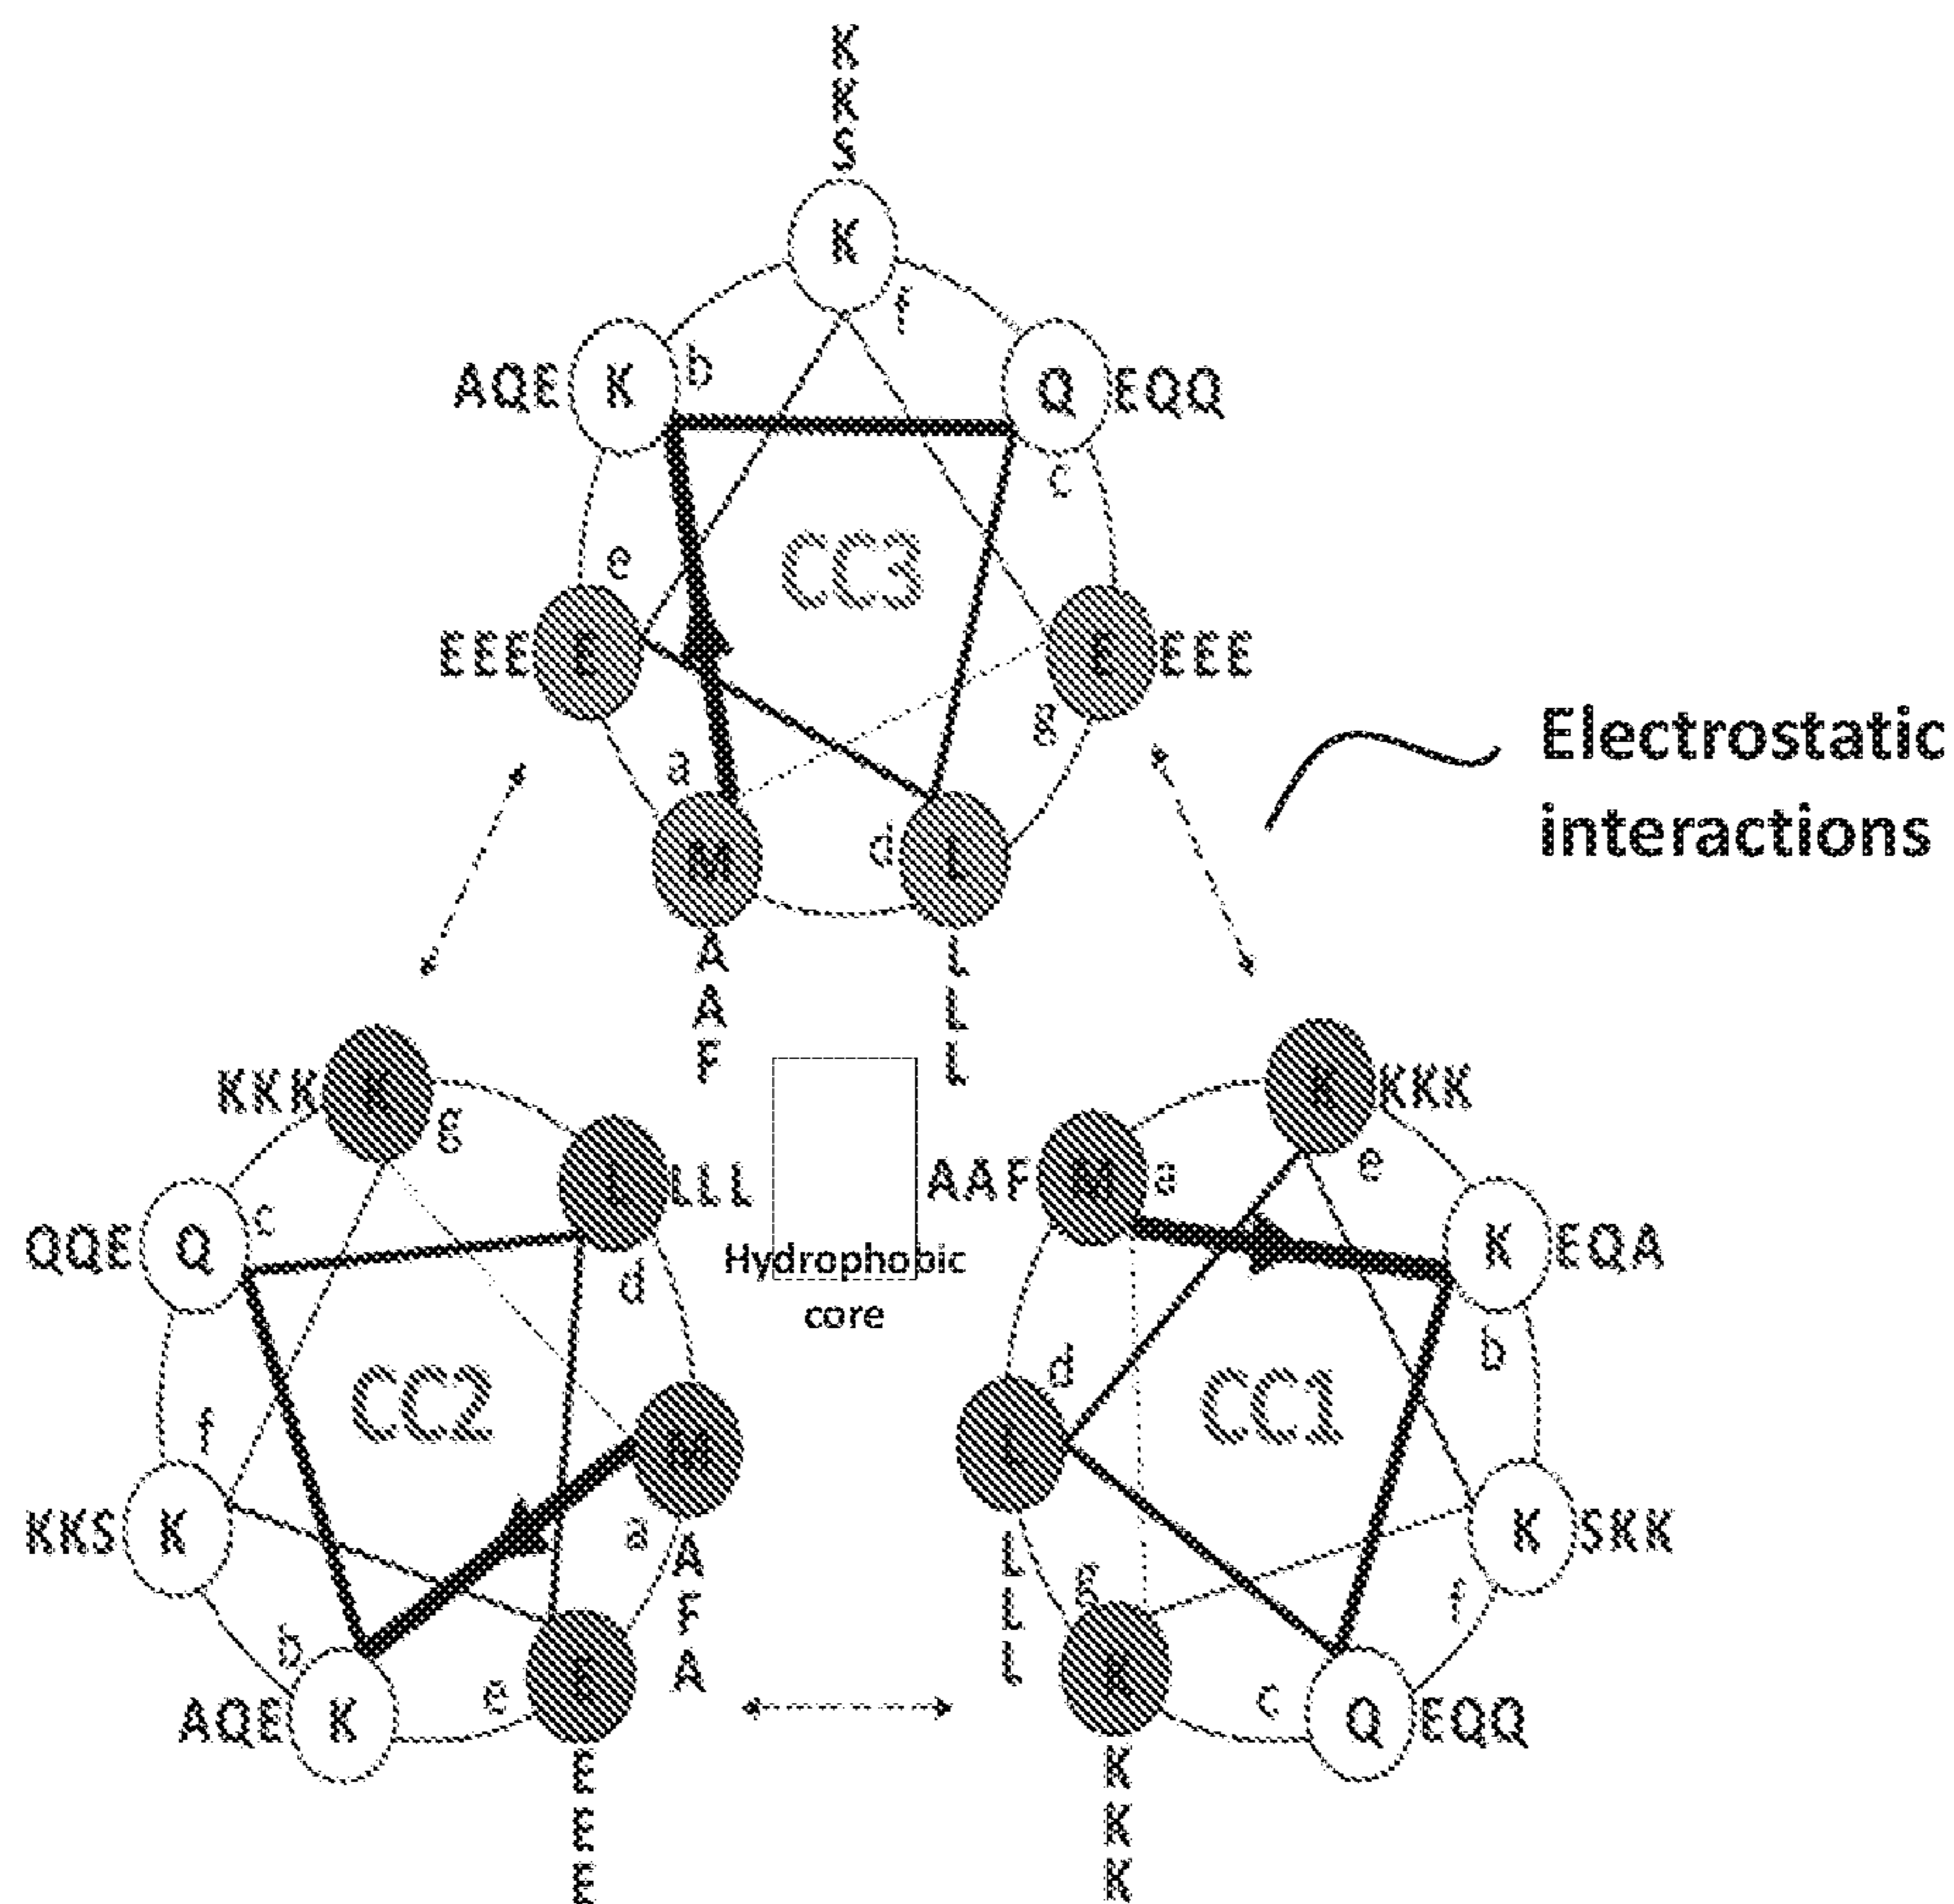 K
K
S
K
f
AQE K b
Q EQQ
c
CC3
e
EEE E
E EEE
g
Electrostatic
interactions
a
M
d
L
A
A
F
L
L
L
KKK K
g
L LLL
d
QQE Q
c
CC2
f
KKS K
M
a
A
F
A
b
AQE K
e
E
E
E
E
Hydrophobic
core
K KKK
e
AAF M a
K EQA
b
d
L
CC1
L
L
L
K SKK
f
g
K
c
Q EQQ
K
K
K